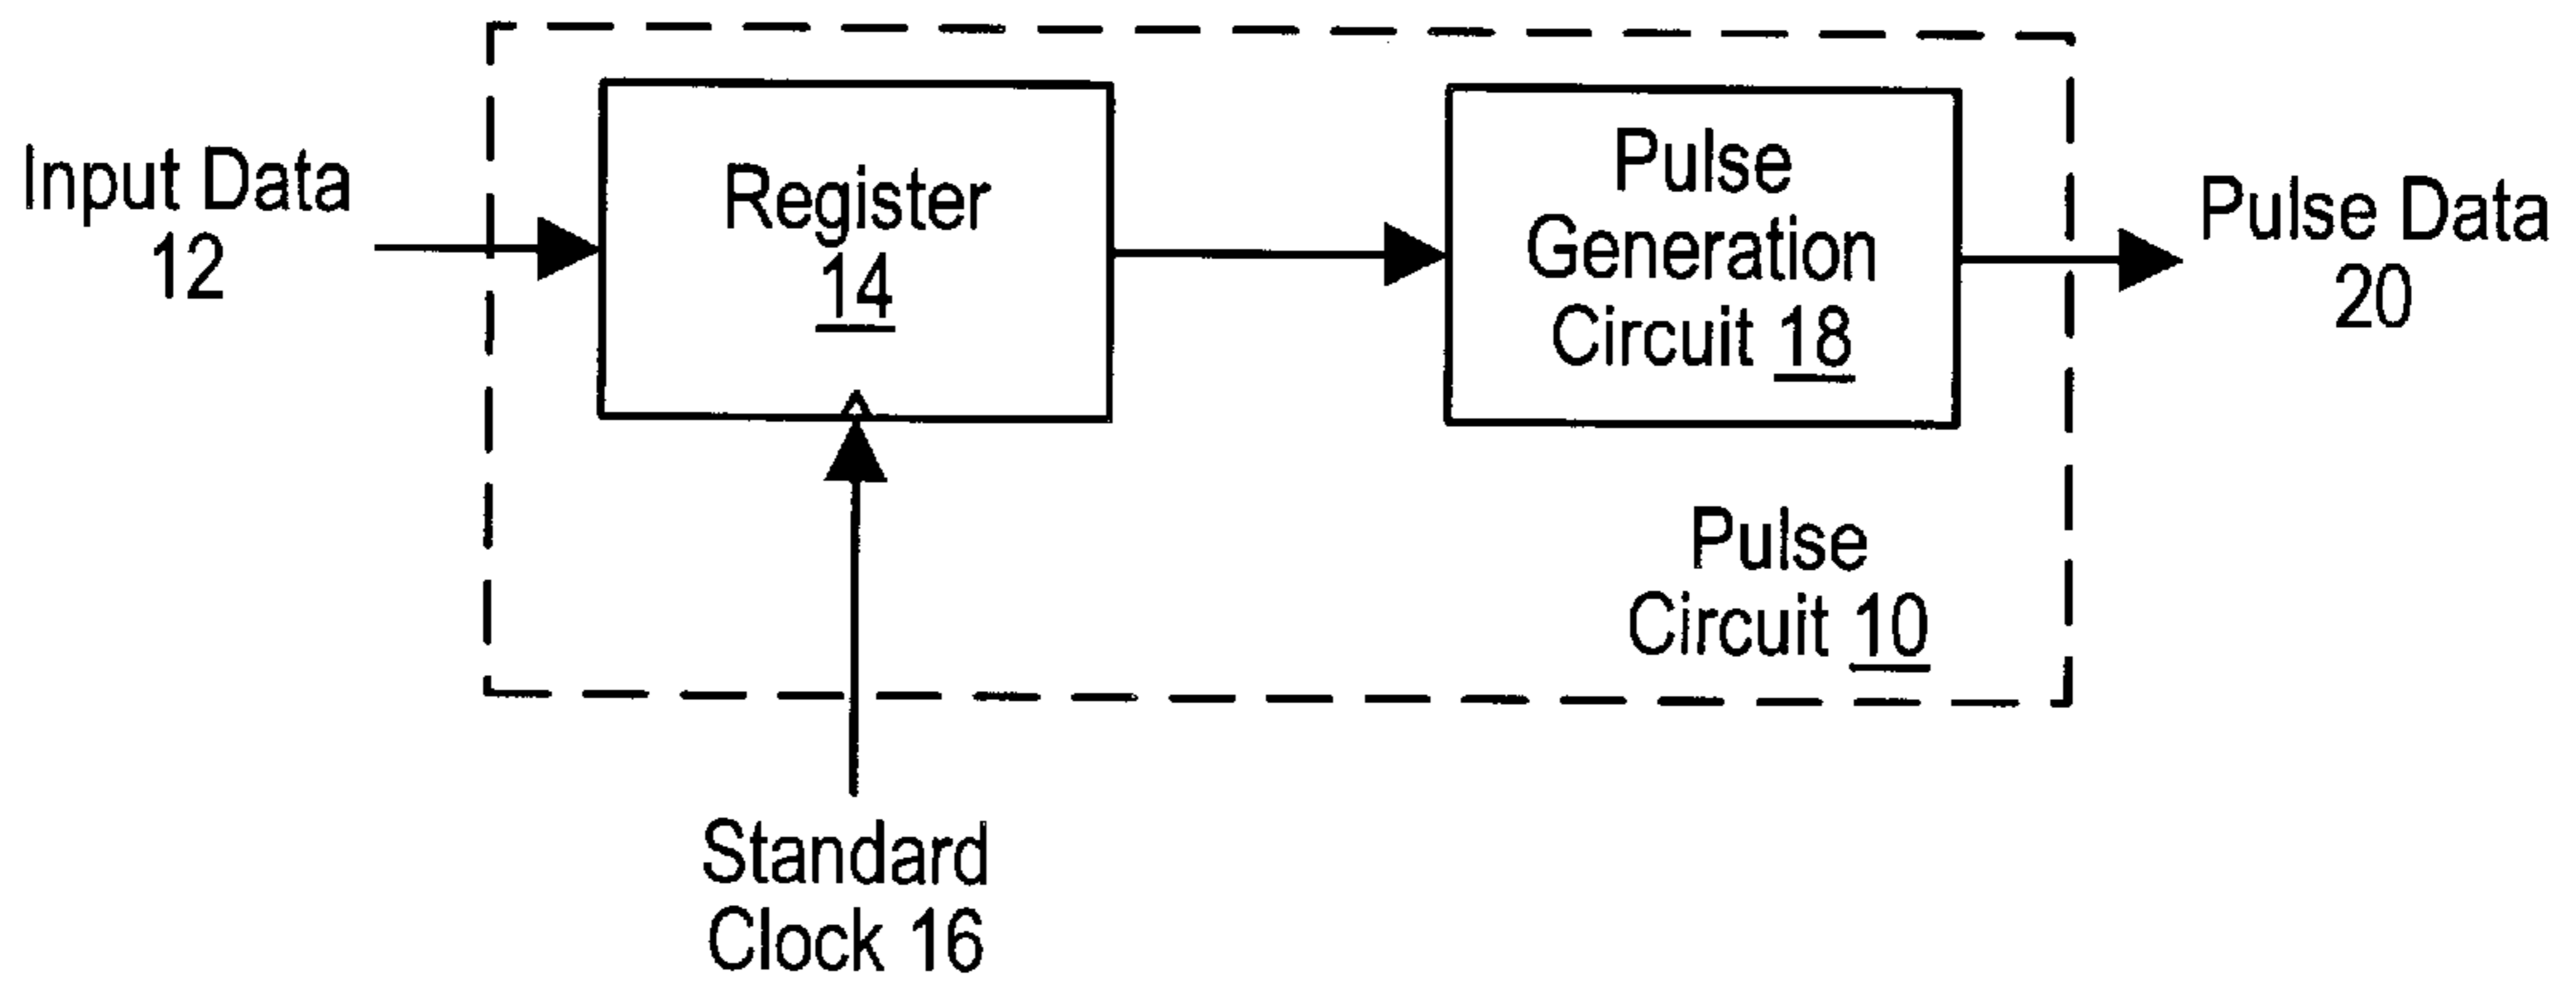 Input Data
12
Register
14
Pulse
Generation
Circuit 18
Pulse Data
20
Pulse
Circuit 10
Standard
Clock 16